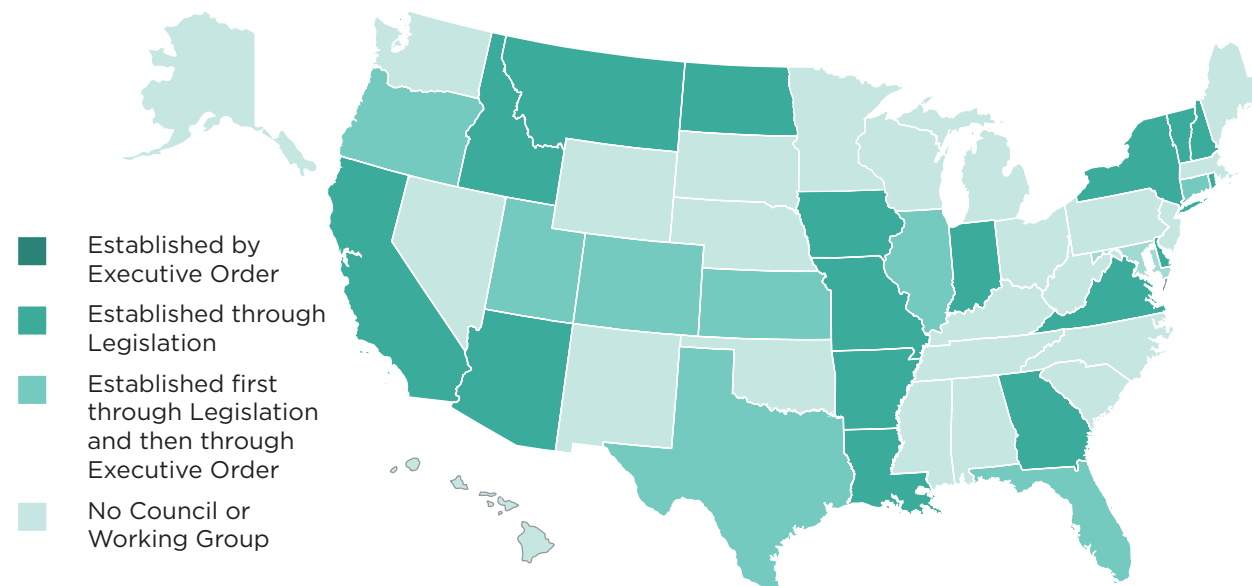 Established by
Executive Order
Established through
Legislation
Established first
through Legislation
and then through
Executive Order
No Council or
Working Group